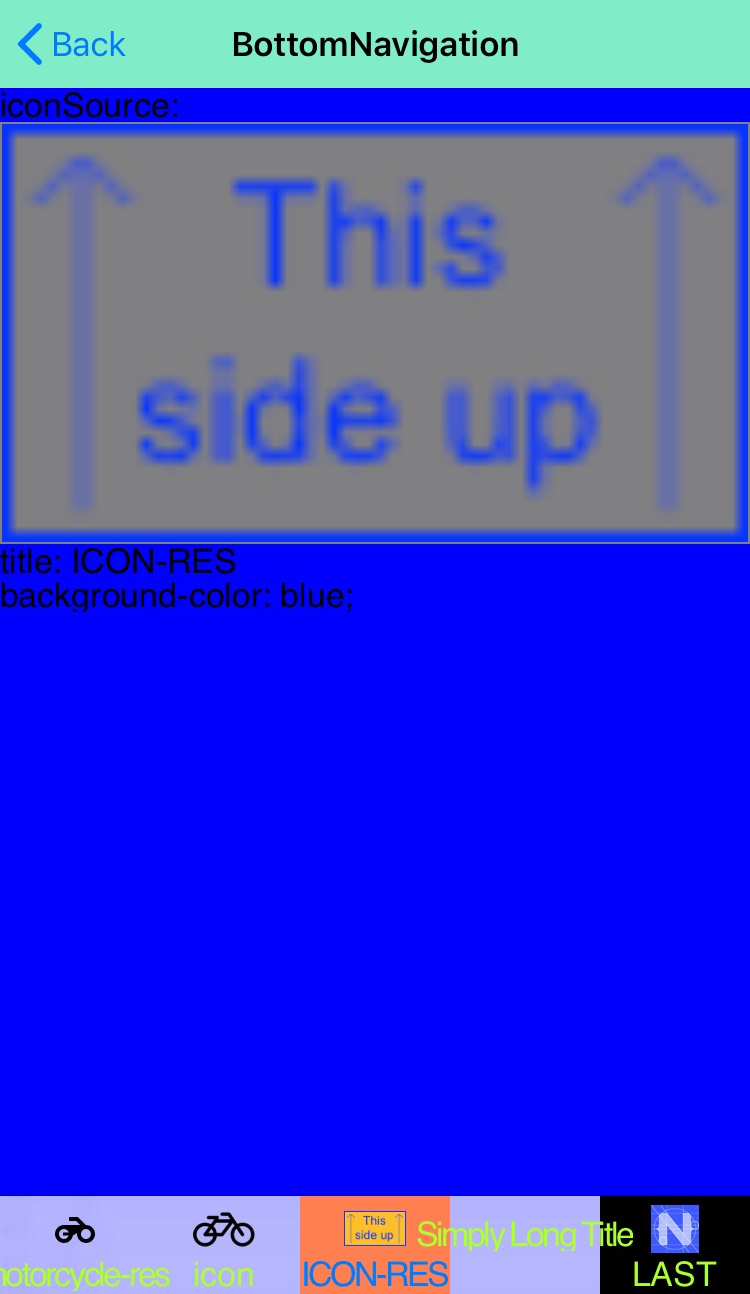 Back
BottomNavigation
iconSource:
This
side up
title: ICON-RES
background-color: blue;
This
side up
Simply Long Title
N
otorcycle-res
icon
ICON-RES
LAST